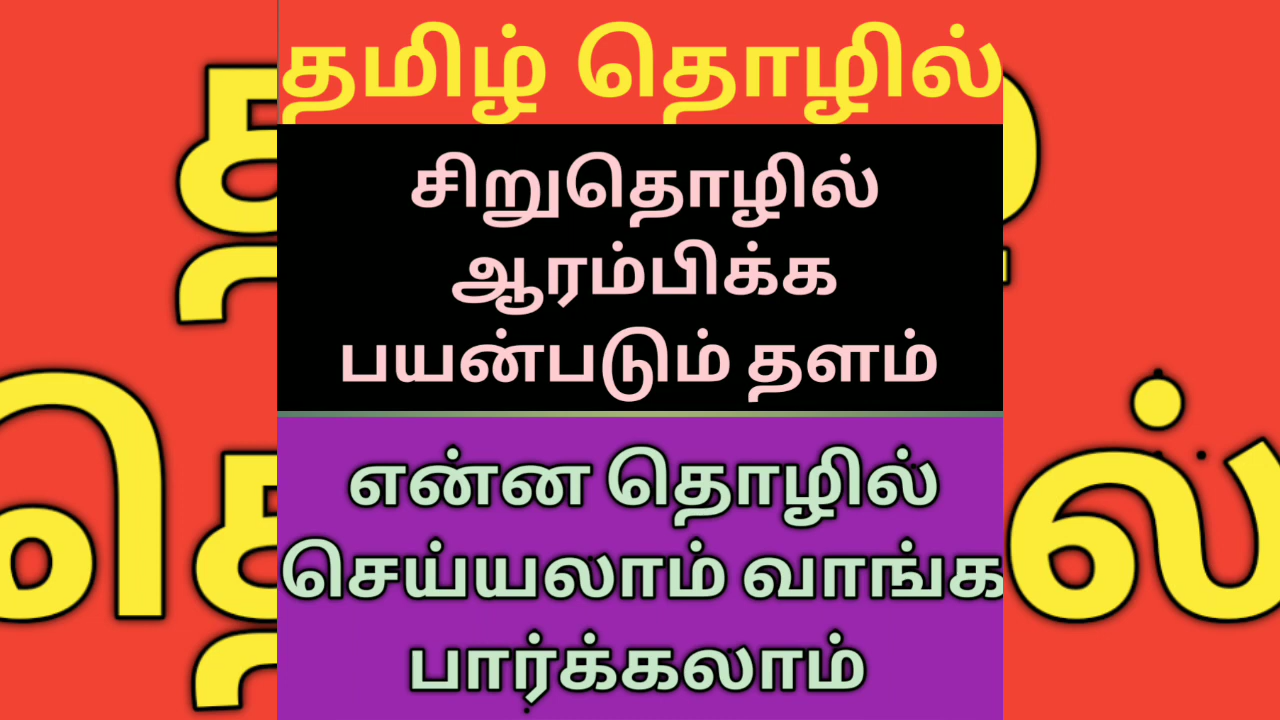 தமிழ் தொழில்
சிறுதொழில்
ஆரம்பிக்க
பயன்படும் தளம்
என்ன தொழில்
செய்யலாம் வாங்க
பார்க்கலாம்